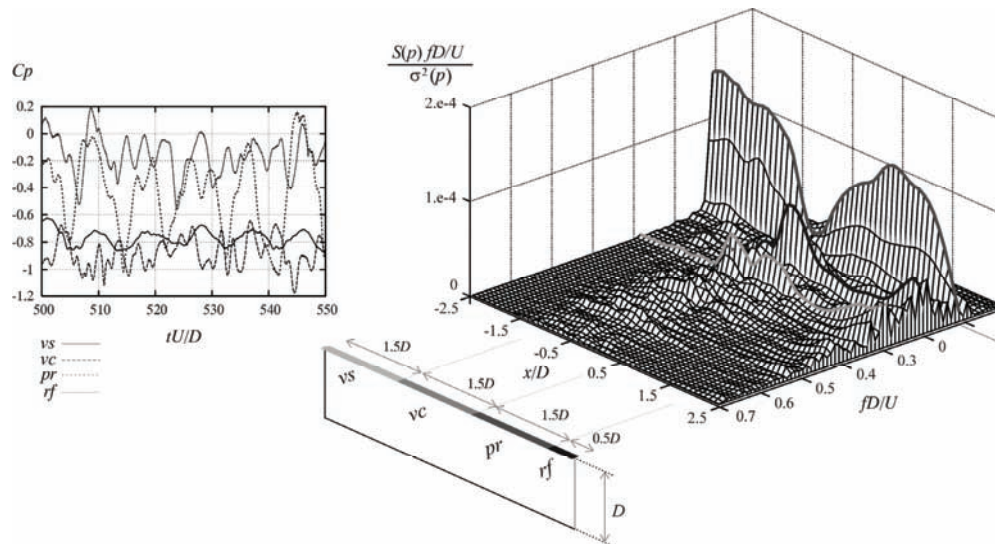 Cp
0.2
0
-0.2
-0.4
-0.6
-0.8
-1
-1.2
500 510 520 530 540 550
tU/D
vs
vc
pr
rf
S(p) fD/U
σ²(p)
2.e-4
1.e-4
0
-2.5
-1.5
-0.5
0.5
1.5
2.5
x/D
0.7
0.6
0.5
0.4
0.3
0
fD/U
1.5D
vs
1.5D
vc
1.5D
pr
0.5D
rf
D